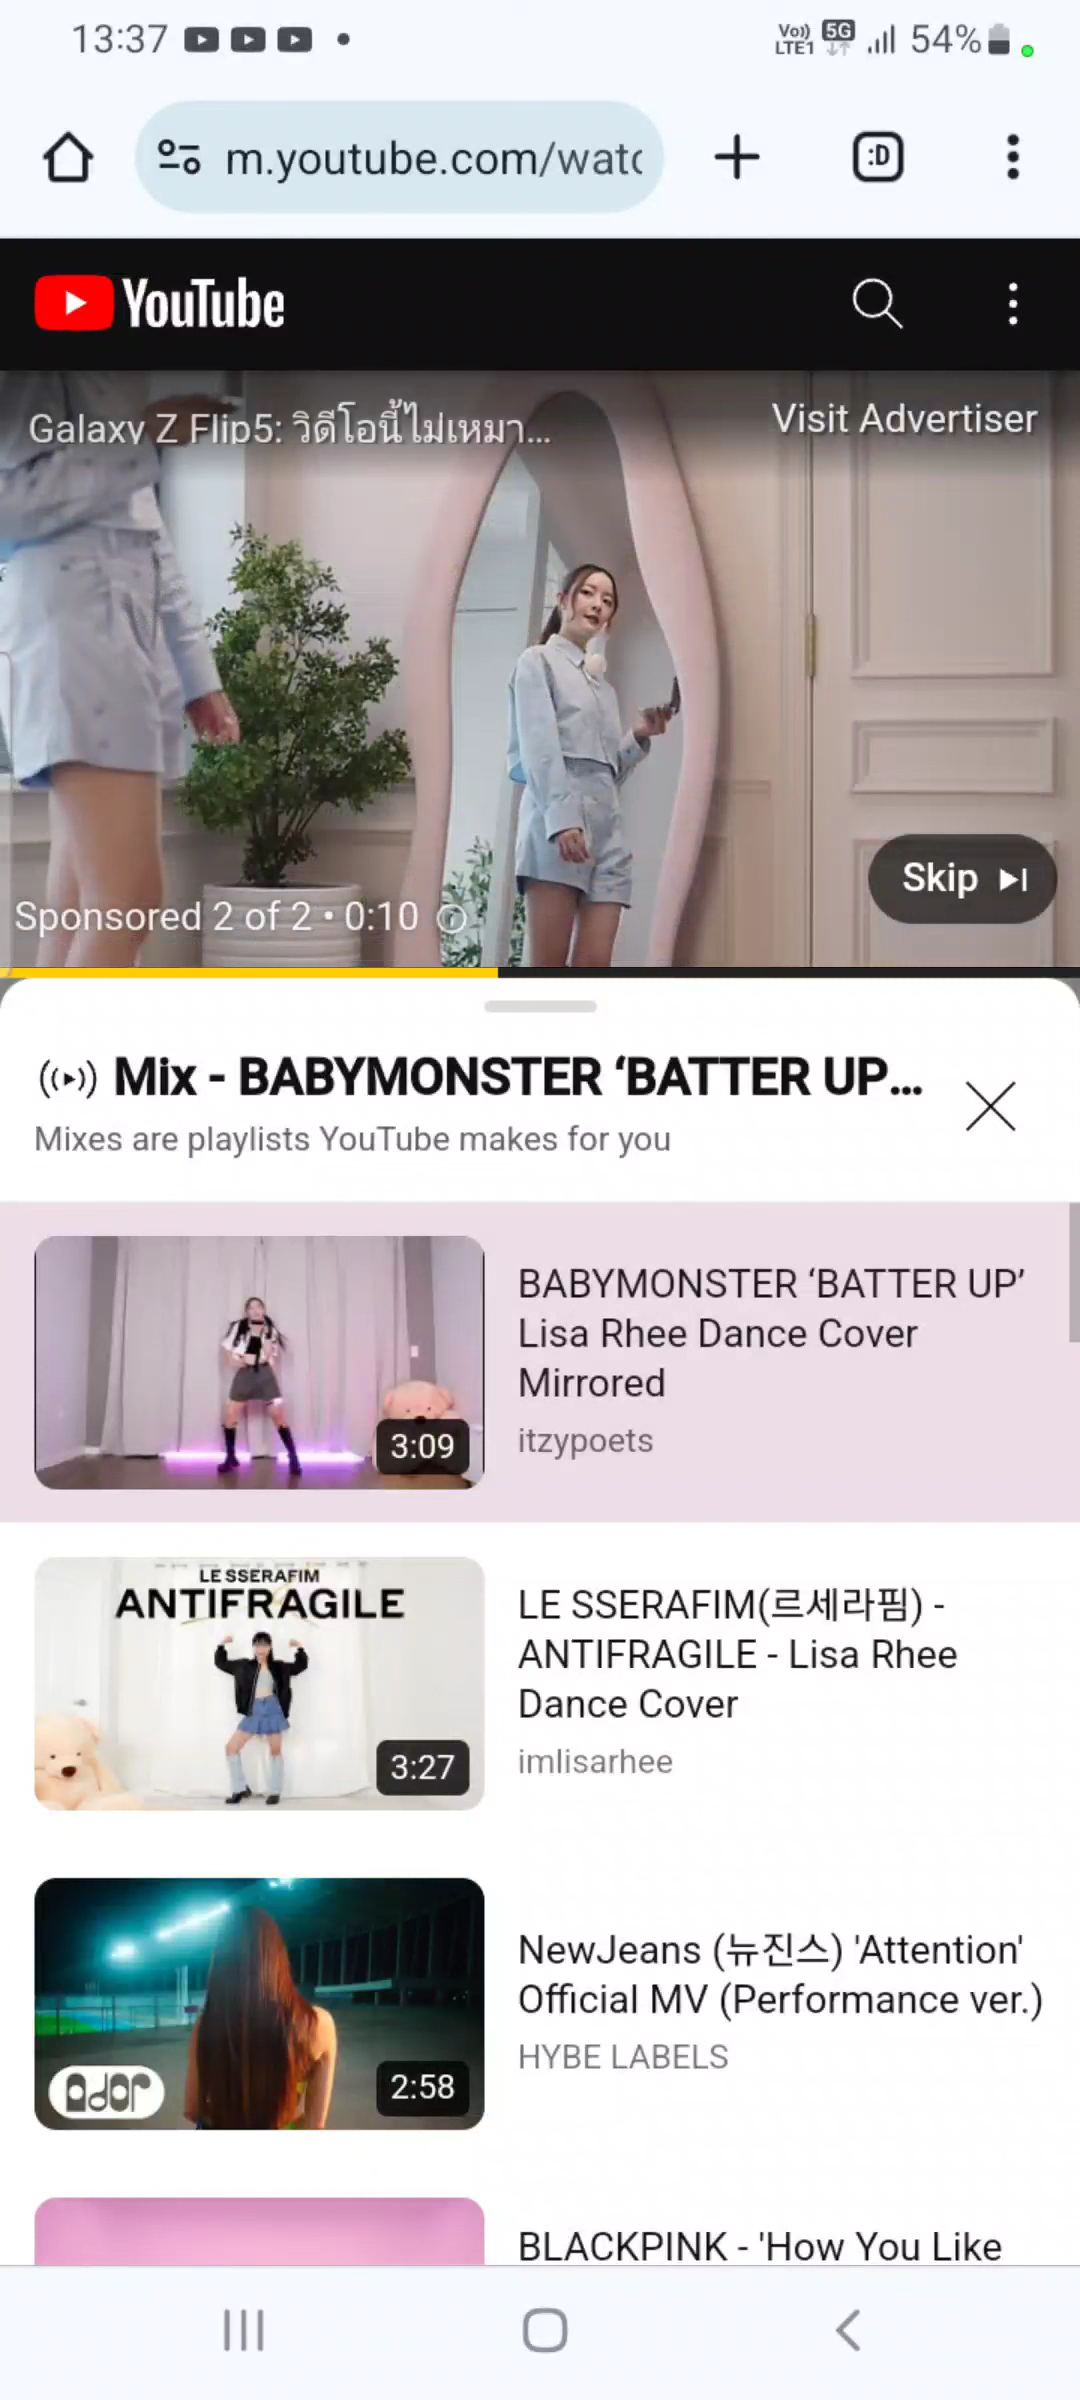 13:37
Vo))
LTE1
5G
54%
m.youtube.com/watc
:D
YouTube
Galaxy Z Flip5: วิดีโอนี้ไม่เหมา...
Visit Advertiser
Skip
Sponsored 2 of 2 • 0:10
Mix - BABYMONSTER ‘BATTER UP...
Mixes are playlists YouTube makes for you
BABYMONSTER ‘BATTER UP’
Lisa Rhee Dance Cover
Mirrored
itzypoets
3:09
LE SSERAFIM
ANTIFRAGILE
3:27
LE SSERAFIM(르세라핌) -
ANTIFRAGILE - Lisa Rhee
Dance Cover
imlisarhee
ador
2:58
NewJeans (뉴진스) 'Attention'
Official MV (Performance ver.)
HYBE LABELS
BLACKPINK - 'How You Like